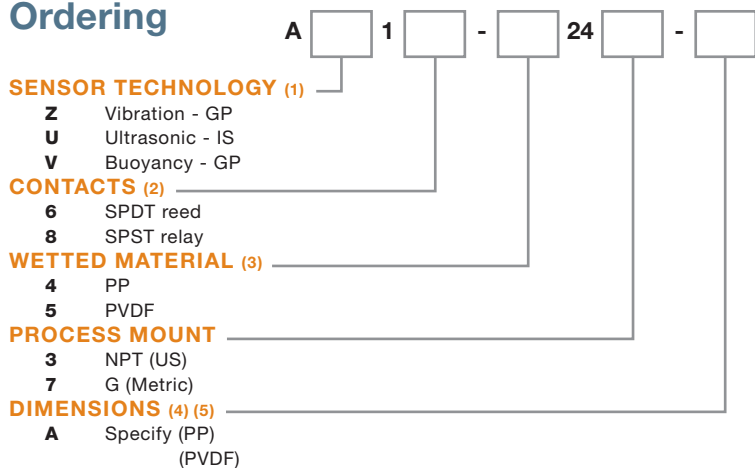 Ordering
A 1 - 24 -
SENSOR TECHNOLOGY (1)
Z Vibration - GP
U Ultrasonic - IS
V Buoyancy - GP
CONTACTS (2)
6 SPDT reed
8 SPST relay
WETTED MATERIAL (3)
4 PP
5 PVDF
PROCESS MOUNT
3 NPT (US)
7 G (Metric)
DIMENSIONS (4) (5)
A Specify (PP)
(PVDF)